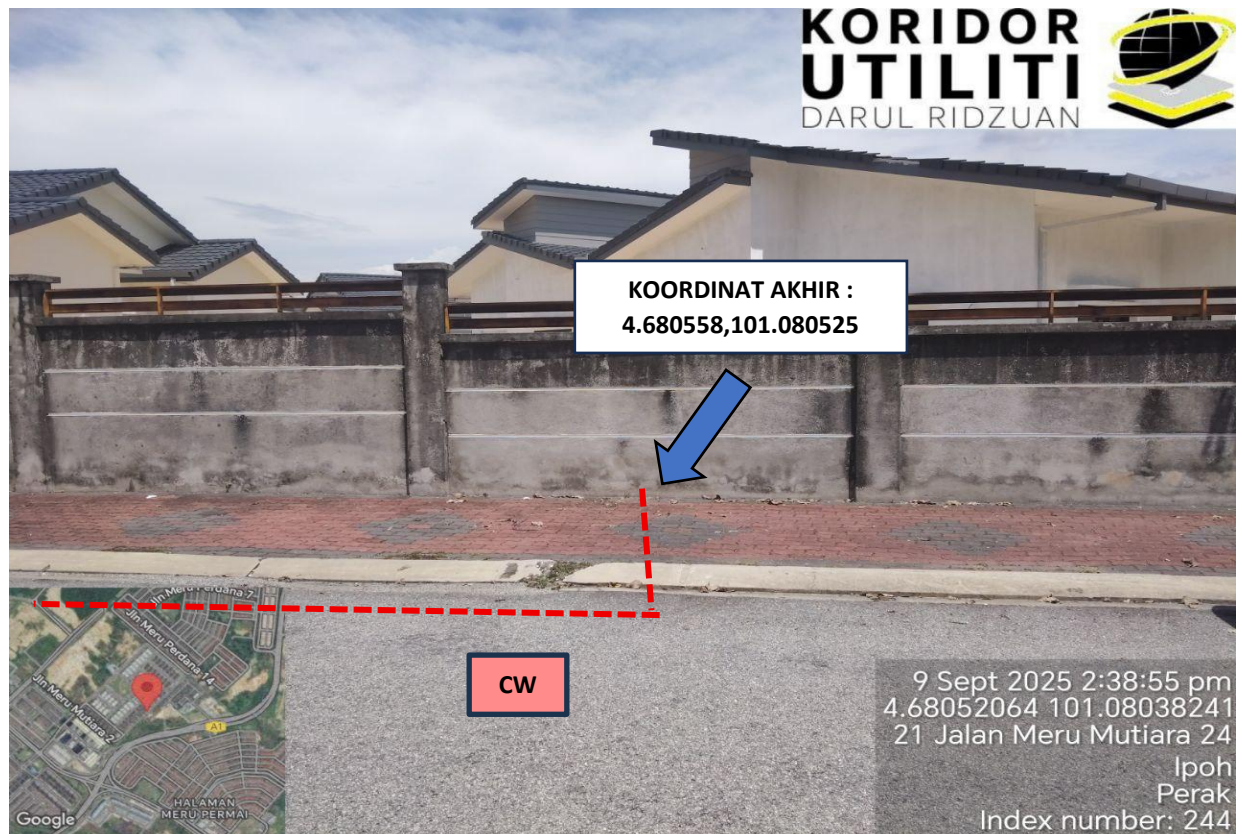 KORIDOR
UTILITI
DARUL RIDZUAN
KOORDINAT AKHIR :
4.680558,101.080525
CW
Jln Meru Perdana 7
Jln Meru Perdana 14
Jln Meru Mutiara 2
A1
HALAMAN
MERU PERMAI
Google
9 Sept 2025 2:38:55 pm
4.68052064 101.08038241
21 Jalan Meru Mutiara 24
Ipoh
Perak
Index number: 244